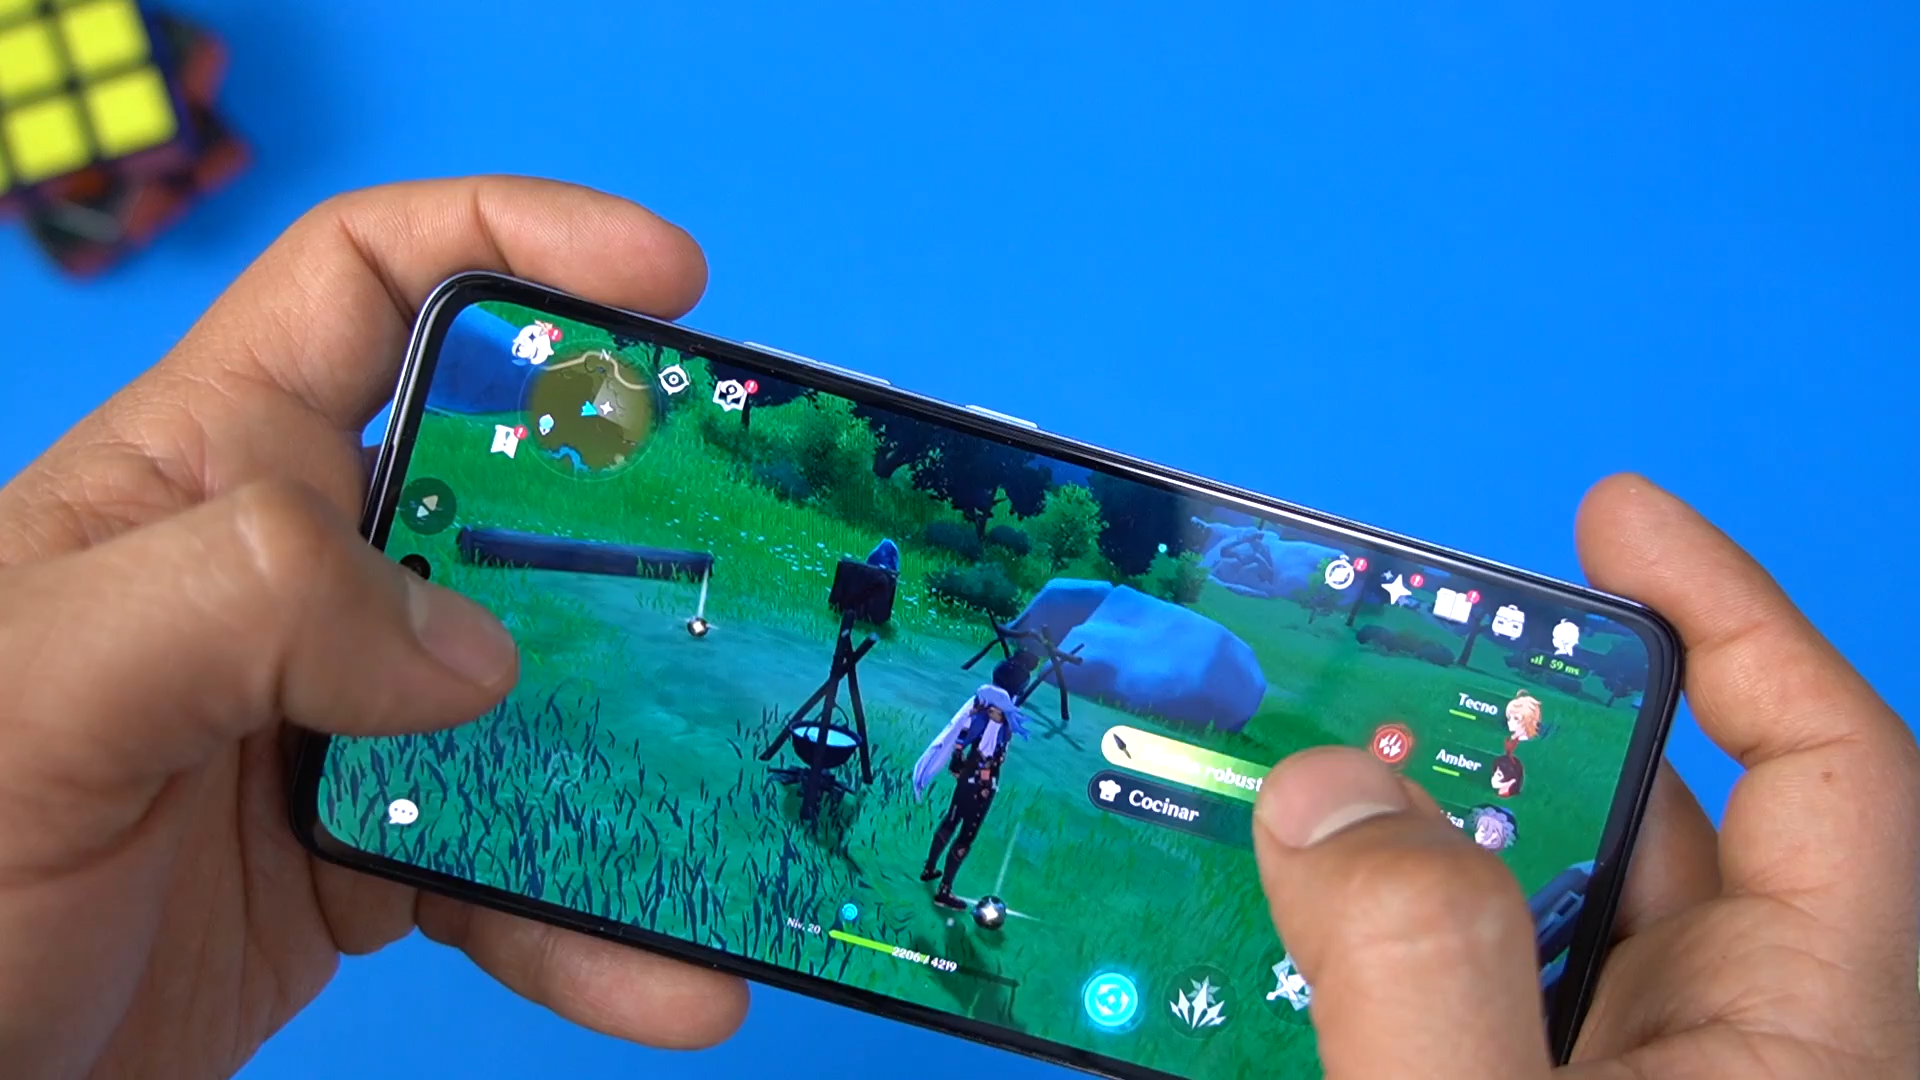 N
59 ms
Tecno
Amber
robust
Cocinar
Niv. 20
2206 / 4219